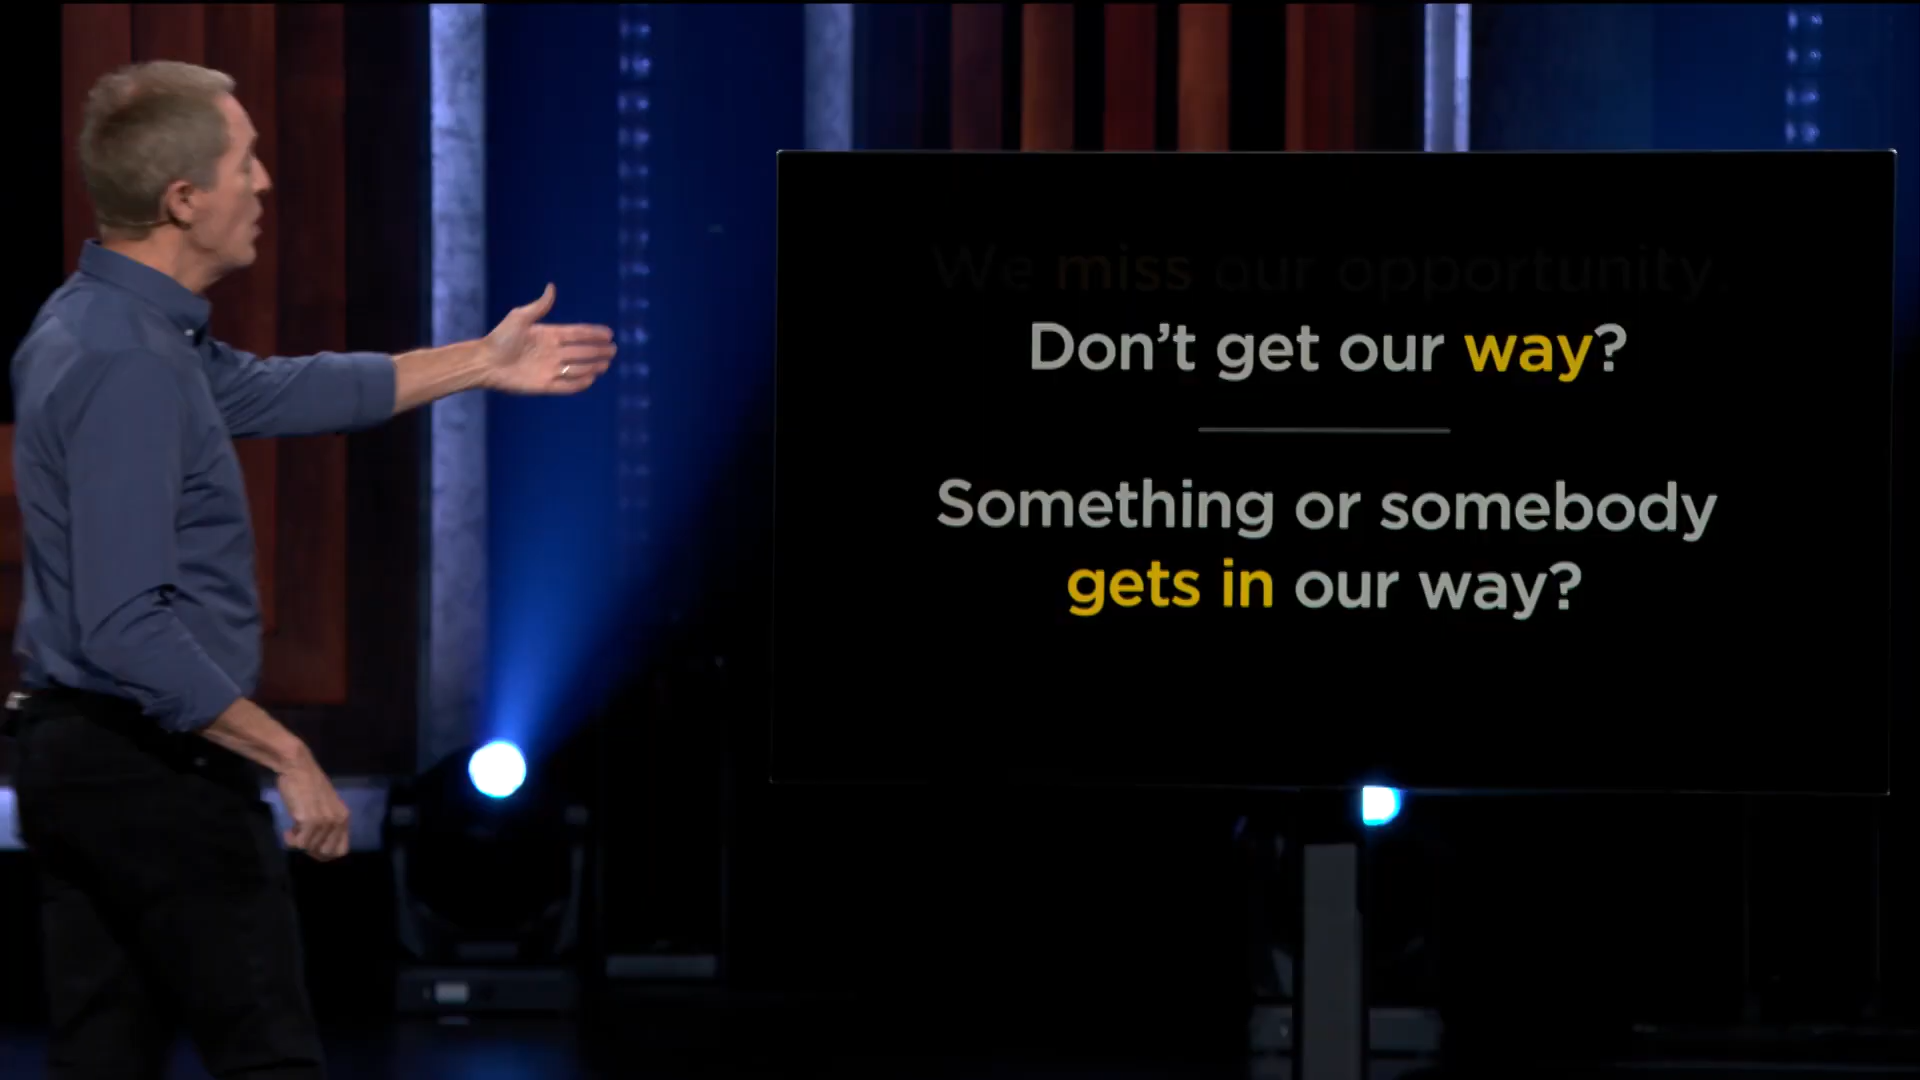 We miss our opportunity.
Don't get our way?
Something or somebody
gets in our way?